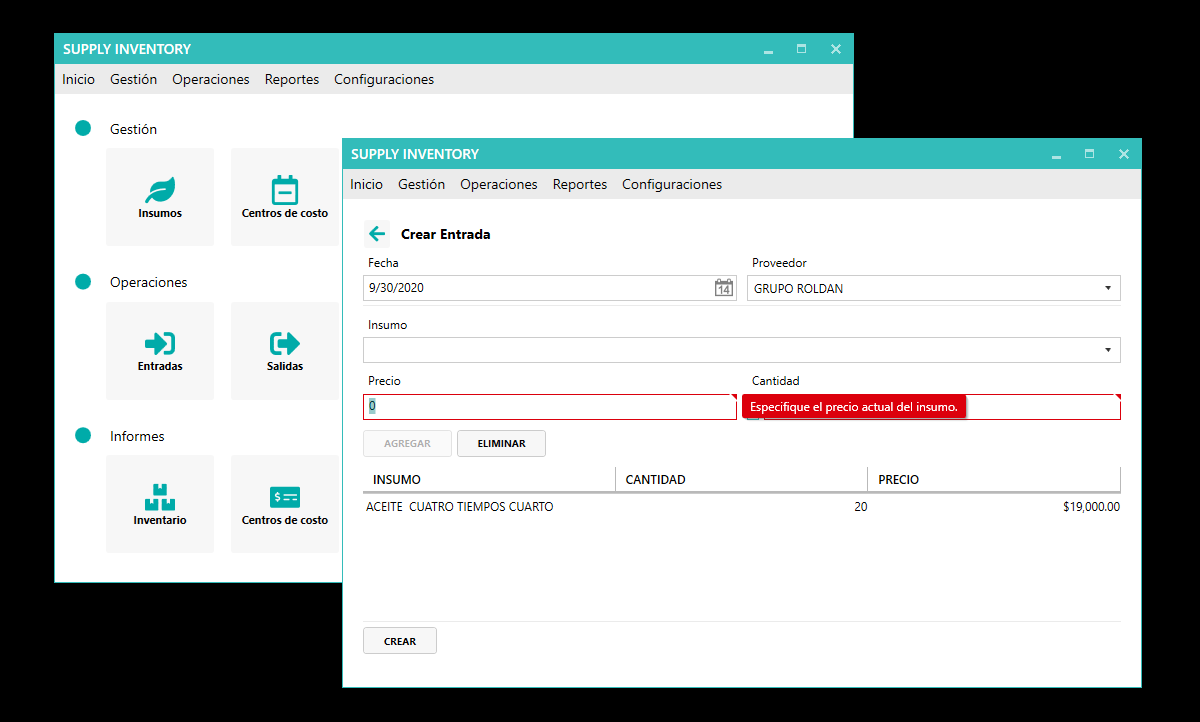 SUPPLY INVENTORY
Inicio Gestión Operaciones Reportes Configuraciones
Gestión
Insumos Centros de costo
Operaciones
Entradas Salidas
Informes
Inventario Centros de costo
SUPPLY INVENTORY
Inicio Gestión Operaciones Reportes Configuraciones
Crear Entrada
Fecha Proveedor
9/30/2020 14 GRUPO ROLDAN
Insumo
Precio Cantidad
0 Especifique el precio actual del insumo.
AGREGAR ELIMINAR
INSUMO CANTIDAD PRECIO
ACEITE CUATRO TIEMPOS CUARTO 20 $19,000.00
CREAR